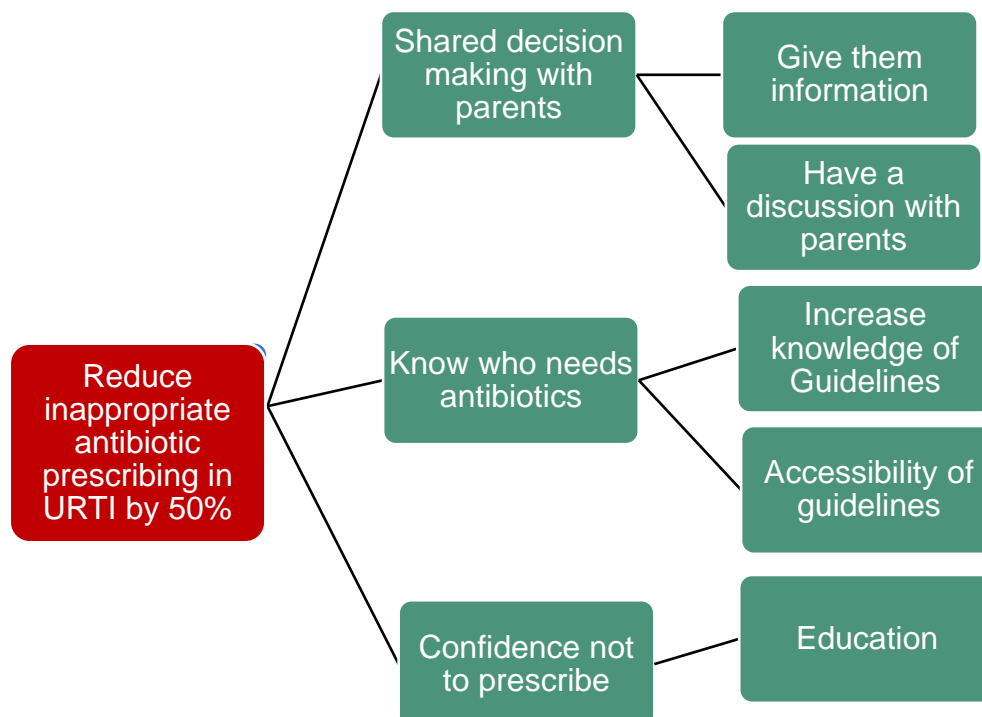 Shared decision
making with
parents
Give them
information
Have a
discussion with
parents
Reduce
inappropriate
antibiotic
prescribing in
URTI by 50%
Know who needs
antibiotics
Increase
knowledge of
Guidelines
Accessibility of
guidelines
Confidence not
to prescribe
Education